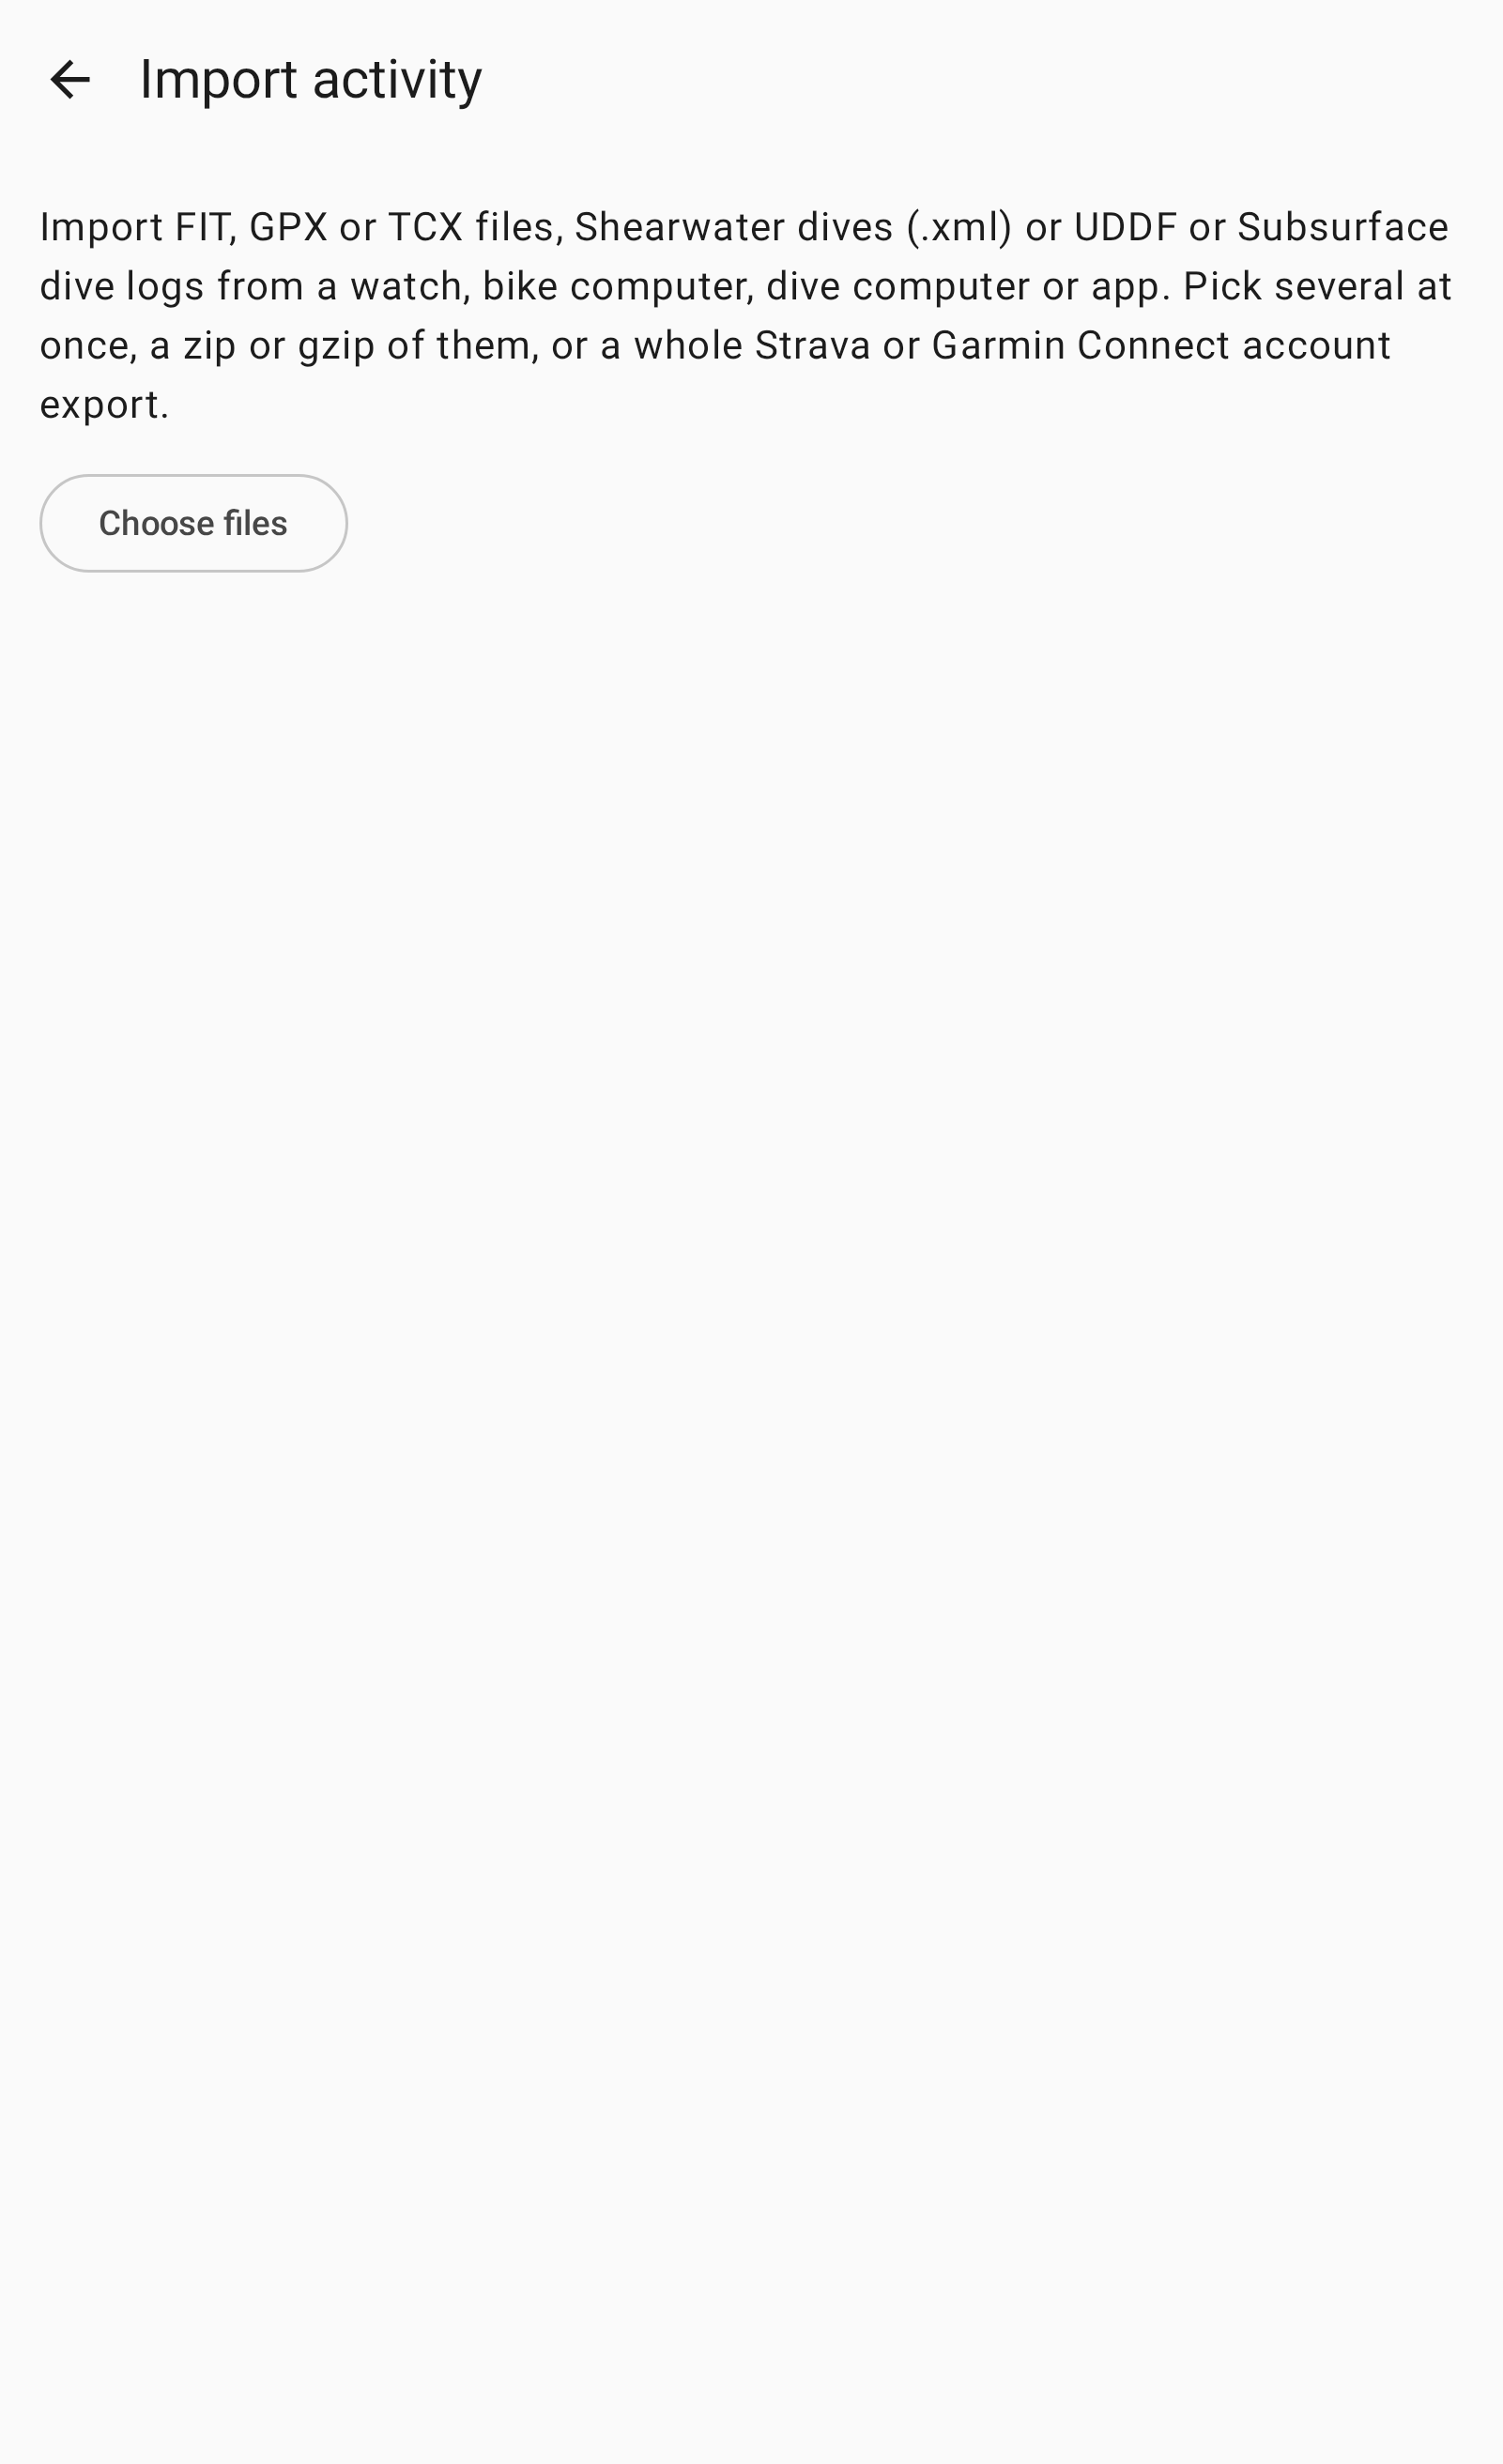 Import activity
Import FIT, GPX or TCX files, Shearwater dives (.xml) or UDDF or Subsurface
dive logs from a watch, bike computer, dive computer or app. Pick several at
once, a zip or gzip of them, or a whole Strava or Garmin Connect account
export.
Choose files